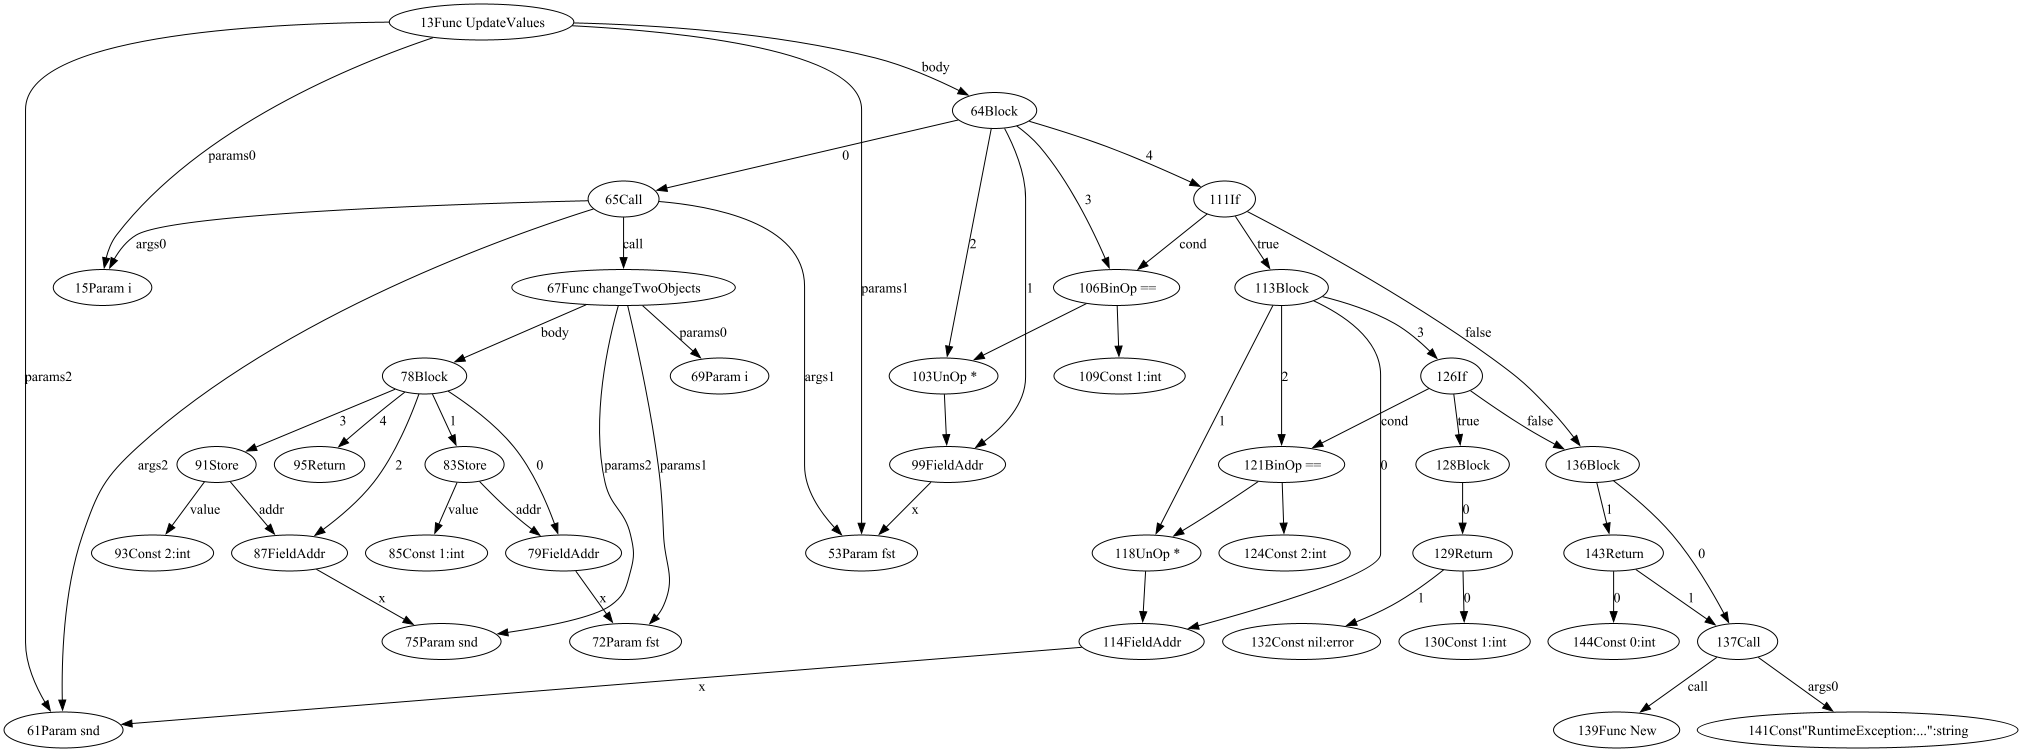 13Func UpdateValues
body
64Block
params0
0
4
65Call
111If
args0
call
2
3
cond
true
15Param i
67Func changeTwoObjects
params1
1
106BinOp ==
113Block
body
params0
false
3
params2
78Block
69Param i
args1
103UnOp *
109Const 1:int
126If
3
4
1
1
2
cond
true
false
args2
91Store
95Return
2
83Store
0
params2
params1
99FieldAddr
121BinOp ==
0
128Block
136Block
value
addr
value
addr
x
0
1
93Const 2:int
87FieldAddr
85Const 1:int
79FieldAddr
53Param fst
118UnOp *
124Const 2:int
129Return
143Return
0
x
x
1
0
0
1
75Param snd
72Param fst
114FieldAddr
132Const nil:error
130Const 1:int
144Const 0:int
137Call
x
call
args0
61Param snd
139Func New
141Const"RuntimeException:...":string